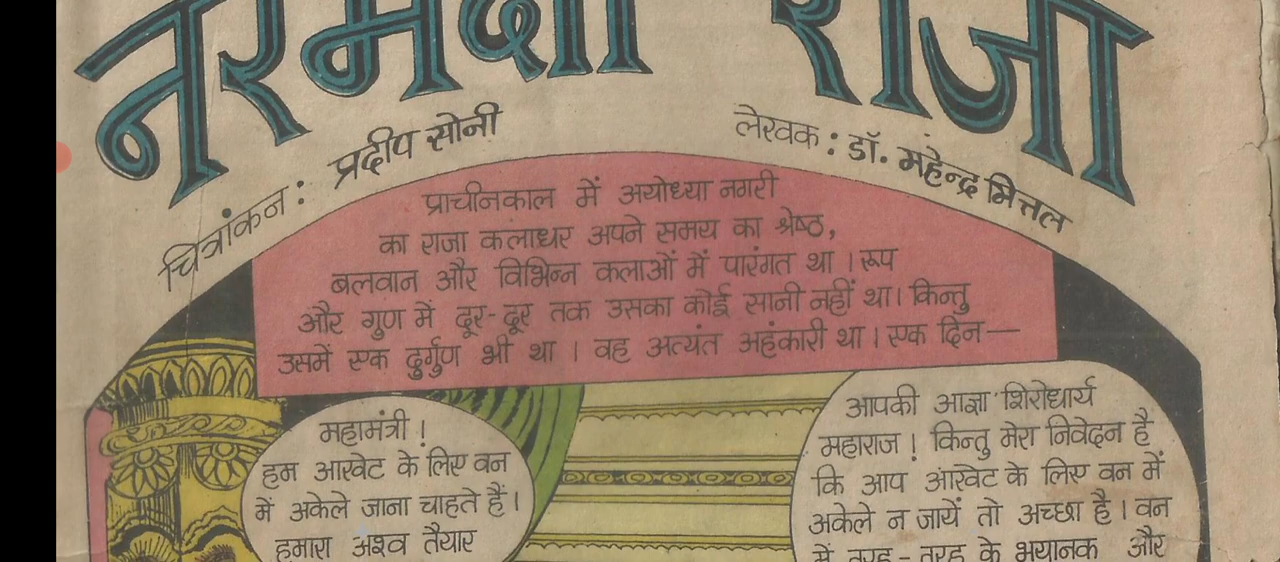 नरभक्षी राजा
चित्रांकन: प्रदीप सोनी
लेखक: डॉ. महेन्द्र मित्तल
प्राचीनकाल में अयोध्या नगरी
का राजा कलाधर अपने समय का श्रेष्ठ,
बलवान और विभिन्न कलाओं में पारंगत था। रूप
और गुण में दूर-दूर तक उसका कोई सानी नहीं था। किन्तु
उसमें एक दुर्गुण भी था। वह अत्यंत अहंकारी था। एक दिन—
महामंत्री!
हम आखेट के लिए वन
में अकेले जाना चाहते हैं।
हमारा अश्व तैयार
आपकी आज्ञा शिरोधार्य
महाराज! किन्तु मेरा निवेदन है
कि आप आखेट के लिए वन में
अकेले न जायें तो अच्छा है। वन
में तरह-तरह के भयानक और